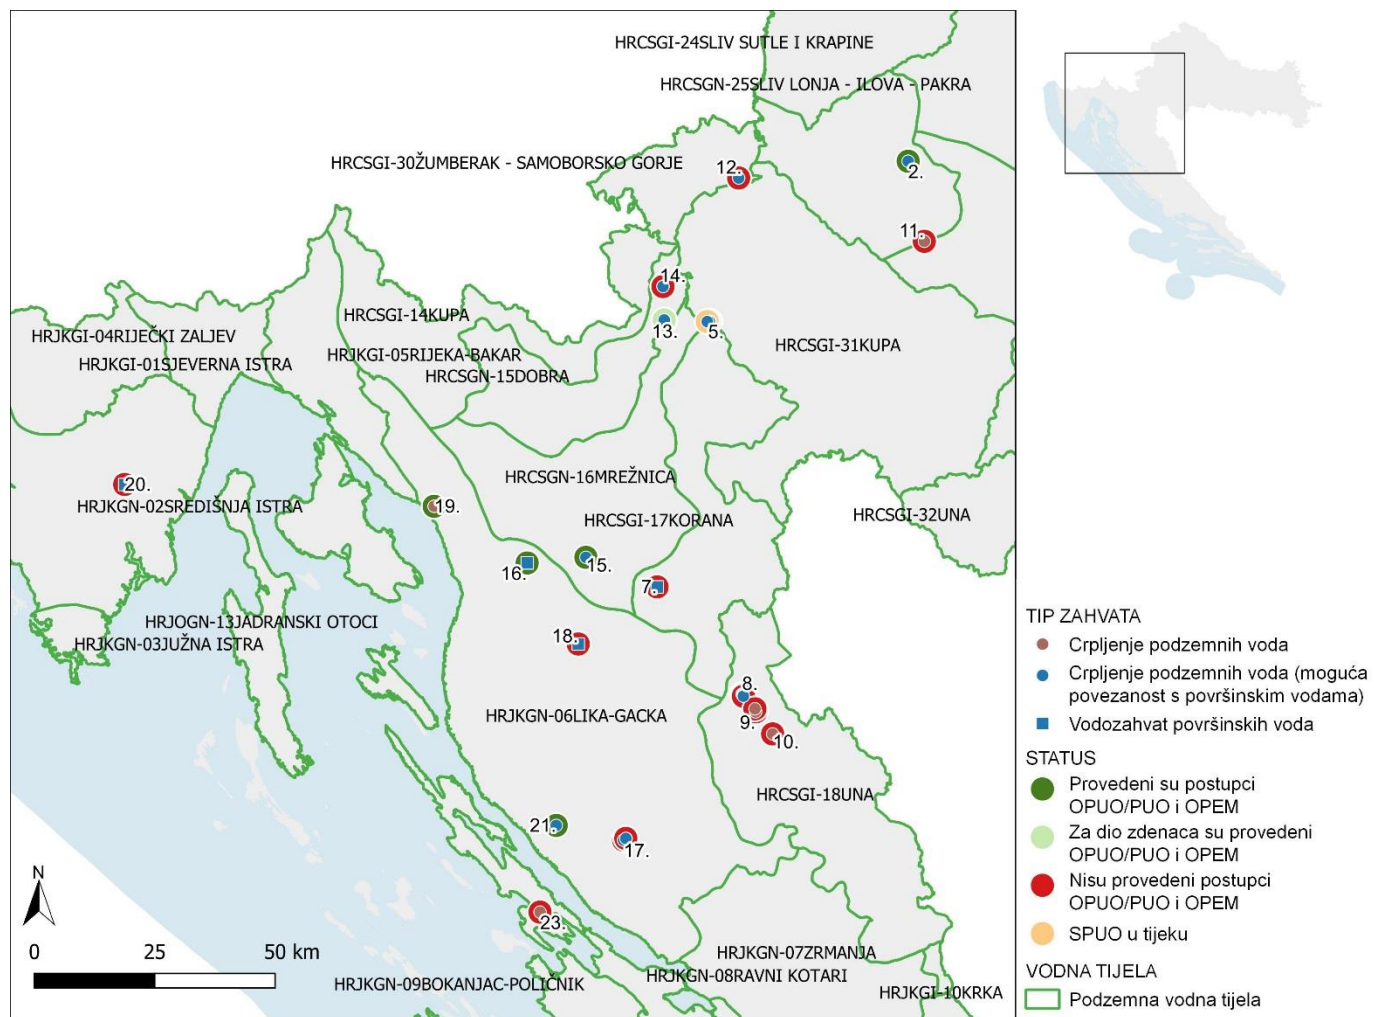 HRCSGI-24SLIV SUTLE I KRAPINE
HRCSGN-25SLIV LONJA - ILOVA - PAKRA
HRCSGI-30ŽUMBERAK - SAMOBORSKO GORJE
12.
2.
11.
14.
HRCSGI-14KUPA
HRJKGI-04RIJEČKI ZALJEV
13.
5.
HRCSGI-31KUPA
HRJKGI-05RIJEKA-BAKAR
HRJKGI-01SJEVERNA ISTRA
HRCSGN-15DOBRA
HRCSGN-16MREŽNICA
20.
HRJKGN-02SREDIŠNJA ISTRA
19.
HRCSGI-17KORANA
HRCSGI-32UNA
16.
15.
7.
HRJOGN-13JADRANSKI OTOCI
HRJKGN-03JUŽNA ISTRA
18.
8.
HRJKGN-06LIKA-GACKA
9.
10.
HRCSGI-18UNA
21.
17.
23.
HRJKGN-07ZRMANJA
HRJKGN-08RAVNI KOTARI
HRJKGN-09BOKANJAC-POLIČNIK
HRJKGI-10KRKA
N
0 25 50 km
TIP ZAHVATA
Crpljenje podzemnih voda
Crpljenje podzemnih voda (moguća
povezanost s površinskim vodama)
Vodozahvat površinskih voda
STATUS
Provedeni su postupci
OPUO/PUO i OPEM
Za dio zdenaca su provedeni
OPUO/PUO i OPEM
Nisu provedeni postupci
OPUO/PUO i OPEM
SPUO u tijeku
VODNA TIJELA
Podzemna vodna tijela